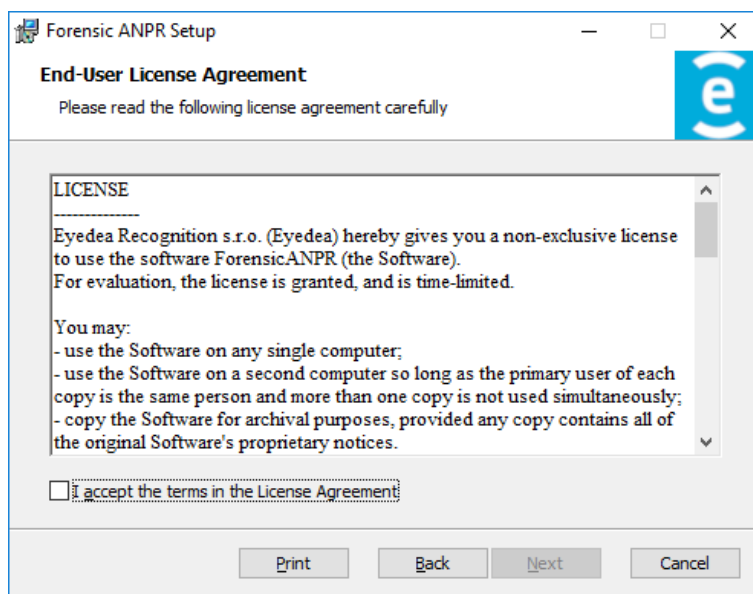 Forensic ANPR Setup
End-User License Agreement
Please read the following license agreement carefully
e
LICENSE
--------------
Eyedea Recognition s.r.o. (Eyedea) hereby gives you a non-exclusive license
to use the software ForensicANPR (the Software).
For evaluation, the license is granted, and is time-limited.
You may:
- use the Software on any single computer;
- use the Software on a second computer so long as the primary user of each
copy is the same person and more than one copy is not used simultaneously;
- copy the Software for archival purposes, provided any copy contains all of
the original Software's proprietary notices.
I accept the terms in the License Agreement
Print Back Next Cancel